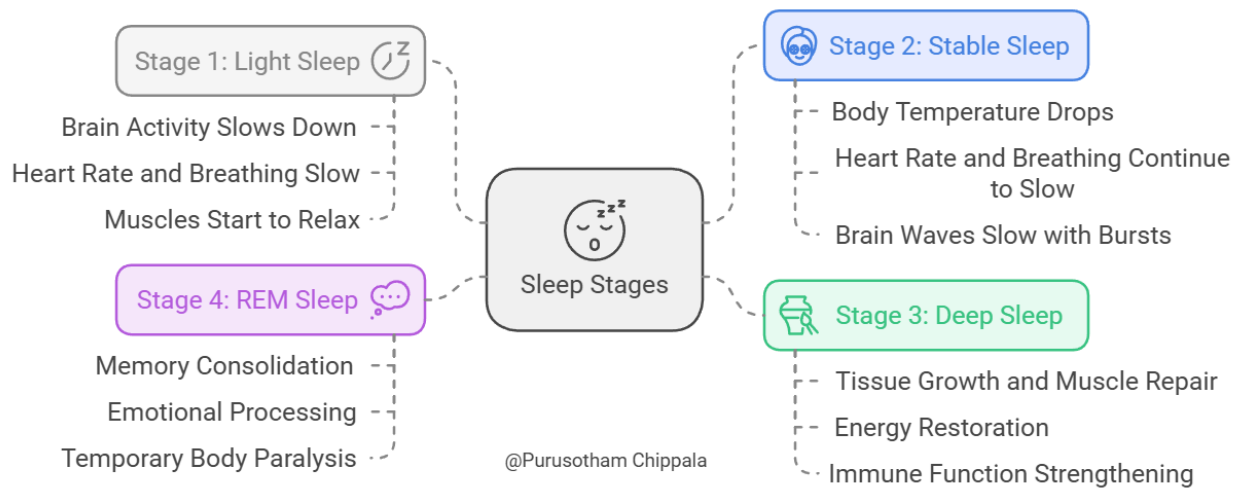 Stage 1: Light Sleep
Brain Activity Slows Down
Heart Rate and Breathing Slow
Muscles Start to Relax
Stage 2: Stable Sleep
Body Temperature Drops
Heart Rate and Breathing Continue
to Slow
Brain Waves Slow with Bursts
zzz
Sleep Stages
Stage 4: REM Sleep
Memory Consolidation
Emotional Processing
Temporary Body Paralysis
Stage 3: Deep Sleep
Tissue Growth and Muscle Repair
Energy Restoration
Immune Function Strengthening
@Purusotham Chippala